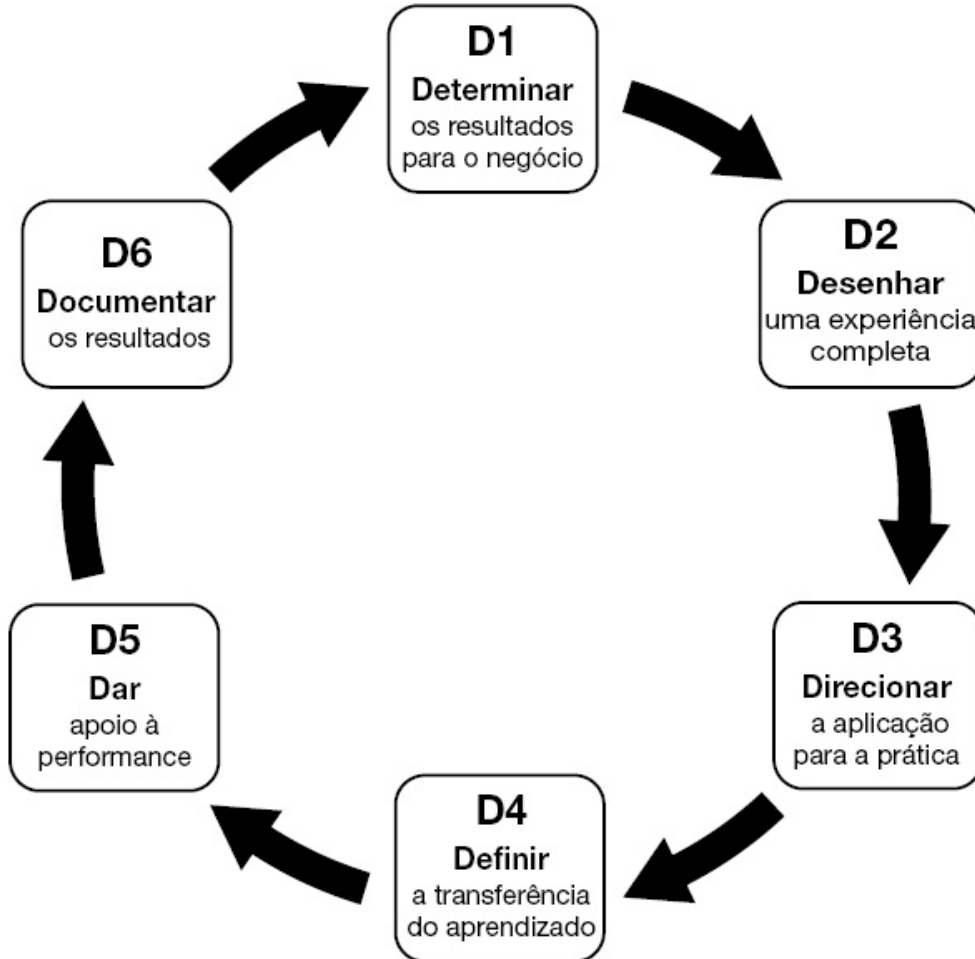 D1
Determinar
os resultados
para o negócio
D2
Desenhar
uma experiência
completa
D3
Direcionar
a aplicação
para a prática
D4
Definir
a transferência
do aprendizado
D5
Dar
apoio à
performance
D6
Documentar
os resultados